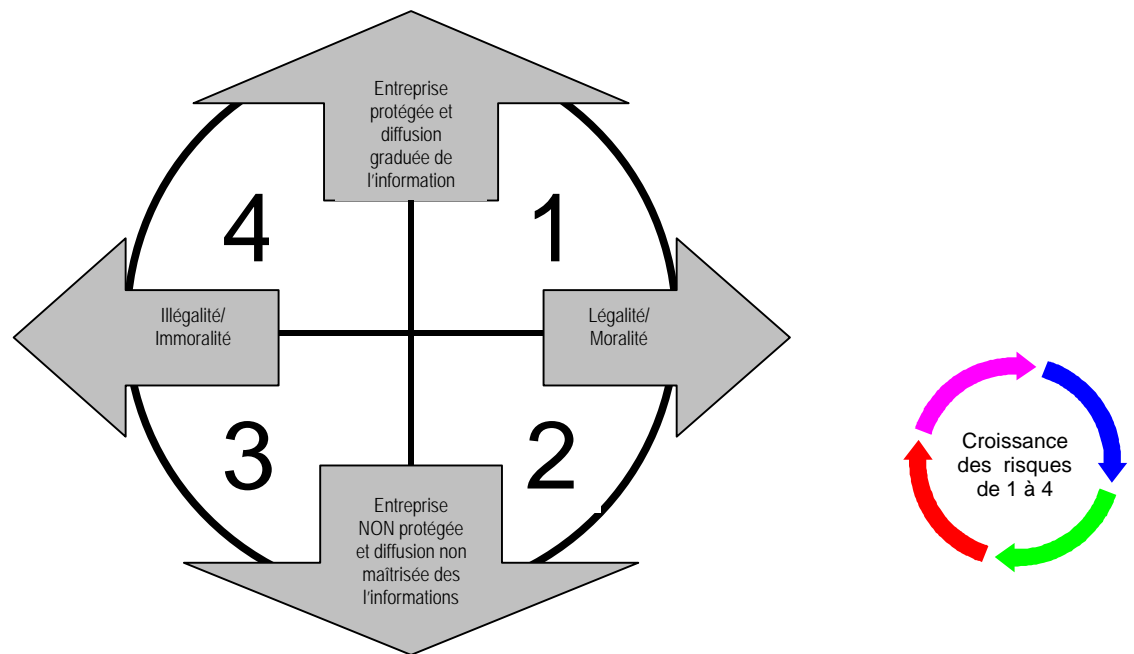 Entreprise
protégée et
diffusion
graduée de
l'information
4
1
Illégalité/
Immoralité
Légalité/
Moralité
3
2
Entreprise
NON protégée
et diffusion non
maîtrisée des
l'informations
Croissance
des risques
de 1 à 4